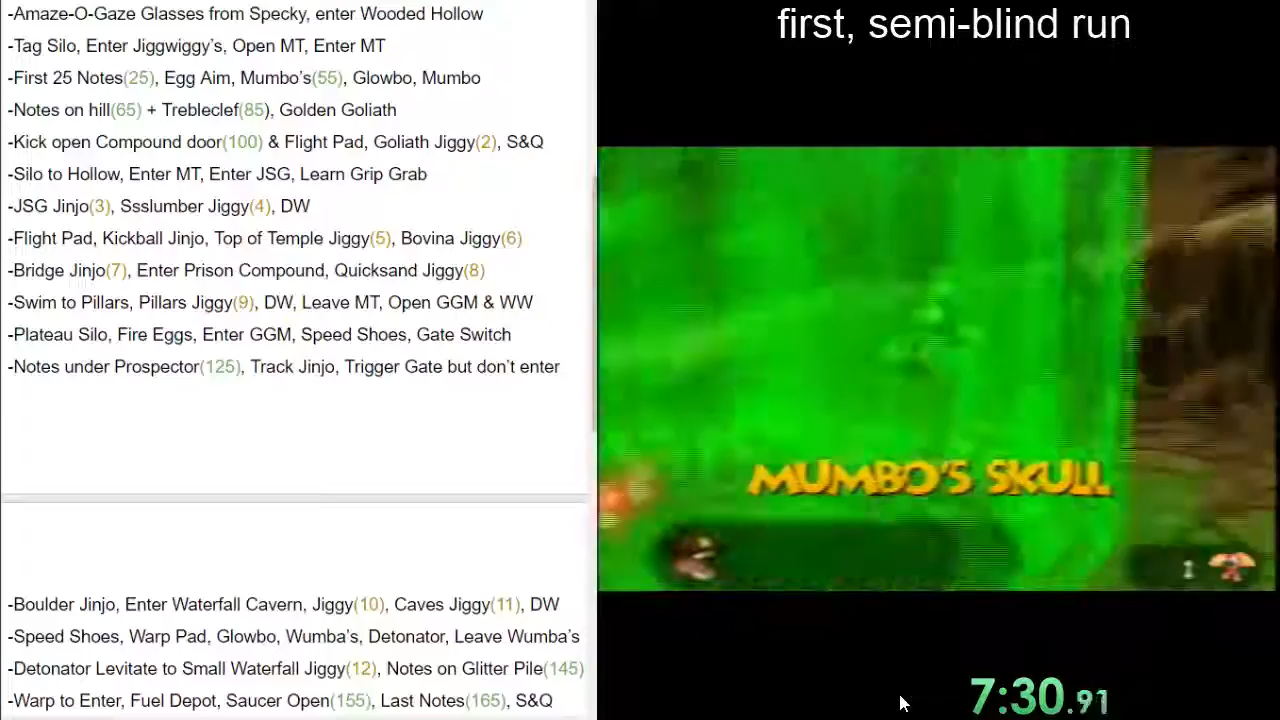 -Amaze-O-Gaze Glasses from Specky, enter Wooded Hollow
-Tag Silo, Enter Jiggwiggy's, Open MT, Enter MT
-First 25 Notes(25), Egg Aim, Mumbo's(55), Glowbo, Mumbo
-Notes on hill(65) + Trebleclef(85), Golden Goliath
-Kick open Compound door(100) & Flight Pad, Goliath Jiggy(2), S&Q
-Silo to Hollow, Enter MT, Enter JSG, Learn Grip Grab
-JSG Jinjo(3), Ssslumber Jiggy(4), DW
-Flight Pad, Kickball Jinjo, Top of Temple Jiggy(5), Bovina Jiggy(6)
-Bridge Jinjo(7), Enter Prison Compound, Quicksand Jiggy(8)
-Swim to Pillars, Pillars Jiggy(9), DW, Leave MT, Open GGM & WW
-Plateau Silo, Fire Eggs, Enter GGM, Speed Shoes, Gate Switch
-Notes under Prospector(125), Track Jinjo, Trigger Gate but don't enter
-Boulder Jinjo, Enter Waterfall Cavern, Jiggy(10), Caves Jiggy(11), DW
-Speed Shoes, Warp Pad, Glowbo, Wumba's, Detonator, Leave Wumba's
-Detonator Levitate to Small Waterfall Jiggy(12), Notes on Glitter Pile(145)
-Warp to Enter, Fuel Depot, Saucer Open(155), Last Notes(165), S&Q
first, semi-blind run
MUMBO'S SKULL
1
7:30.91